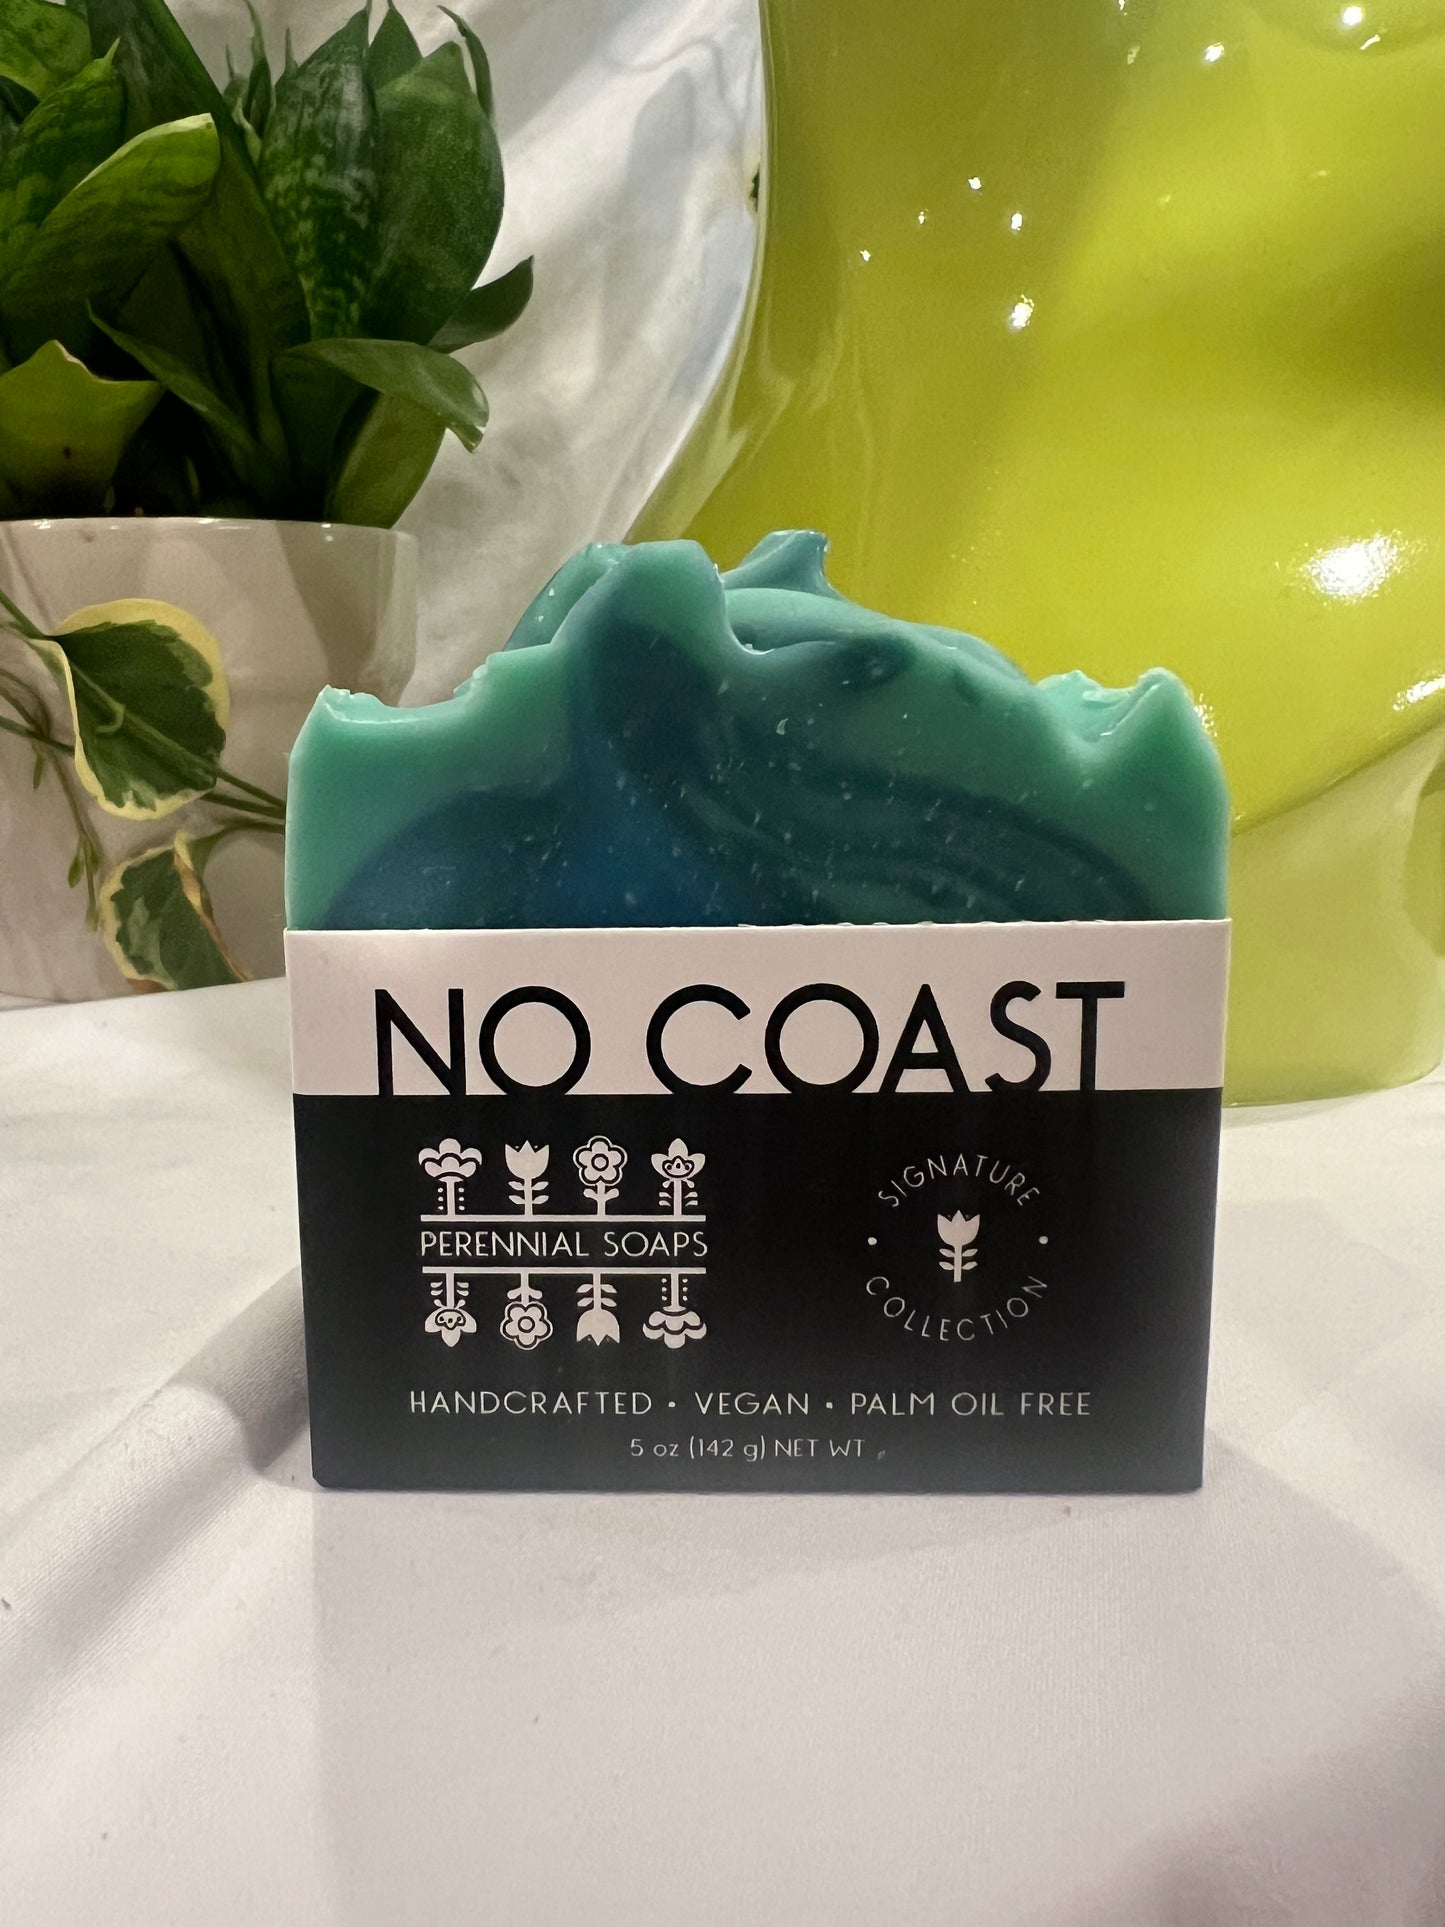 NO COAST
PERENNIAL SOAPS
SIGNATURE
COLLECTION
HANDCRAFTED • VEGAN • PALM OIL FREE
5 oz (142 g) NET WT